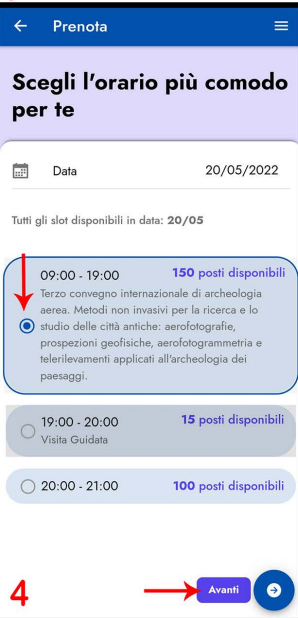 Prenota
Scegli l'orario più comodo
per te
Data 20/05/2022
Tutti gli slot disponibili in data: 20/05
09:00 - 19:00 150 posti disponibili
Terzo convegno internazionale di archeologia
aerea. Metodi non invasivi per la ricerca e lo
studio delle città antiche: aerofotografie,
prospezioni geofisiche, aerofotogrammetria e
telerilevamenti applicati all'archeologia dei
paesaggi.
19:00 - 20:00 15 posti disponibili
Visita Guidata
20:00 - 21:00 100 posti disponibili
4 Avanti